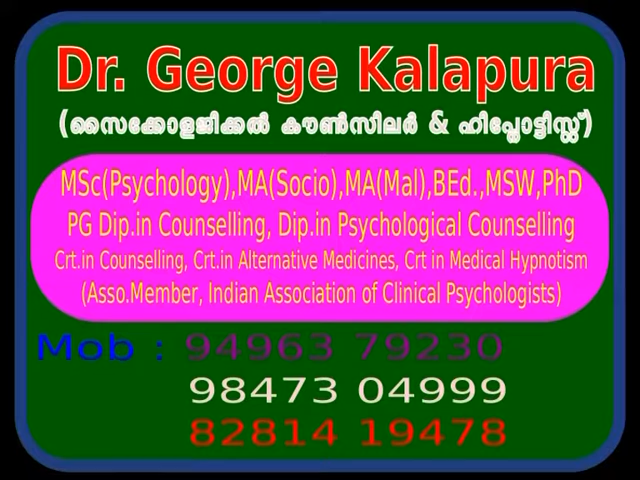 Dr. George Kalapura
(സൈക്കോളജിക്കൽ കൗൺസിലർ & ഹിപ്നോട്ടിസ്റ്റ്)
MSc(Psychology),MA(Socio),MA(Mal),BEd.,MSW,PhD
PG Dip.in Counselling, Dip.in Psychological Counselling
Crt.in Counselling, Crt.in Alternative Medicines, Crt in Medical Hypnotism
(Asso.Member, Indian Association of Clinical Psychologists)
Mob : 94963 79230
98473 04999
82814 19478